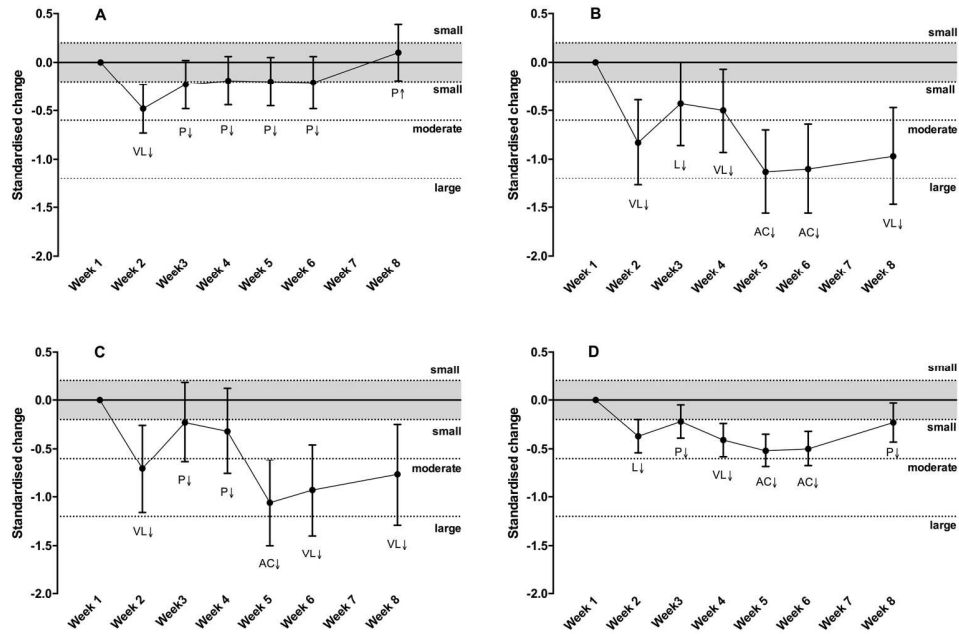 A
Standardised change
0.5
0.0
-0.5
-1.0
-1.5
-2.0
small
small
moderate
large
VL↓
P↓
P↓
P↓
P↓
P↑
Week 1
Week 2
Week3
Week 4
Week 5
Week 6
Week 7
Week 8
B
Standardised change
0.5
0.0
-0.5
-1.0
-1.5
-2.0
small
small
moderate
large
VL↓
L↓
VL↓
AC↓
AC↓
VL↓
Week 1
Week 2
Week3
Week 4
Week 5
Week 6
Week 7
Week 8
C
Standardised change
0.5
0.0
-0.5
-1.0
-1.5
-2.0
small
small
moderate
large
VL↓
P↓
P↓
AC↓
VL↓
VL↓
Week 1
Week 2
Week3
Week 4
Week 5
Week 6
Week 7
Week 8
D
Standardised change
0.5
0.0
-0.5
-1.0
-1.5
-2.0
small
small
moderate
large
L↓
P↓
VL↓
AC↓
AC↓
P↓
Week 1
Week 2
Week3
Week 4
Week 5
Week 6
Week 7
Week 8